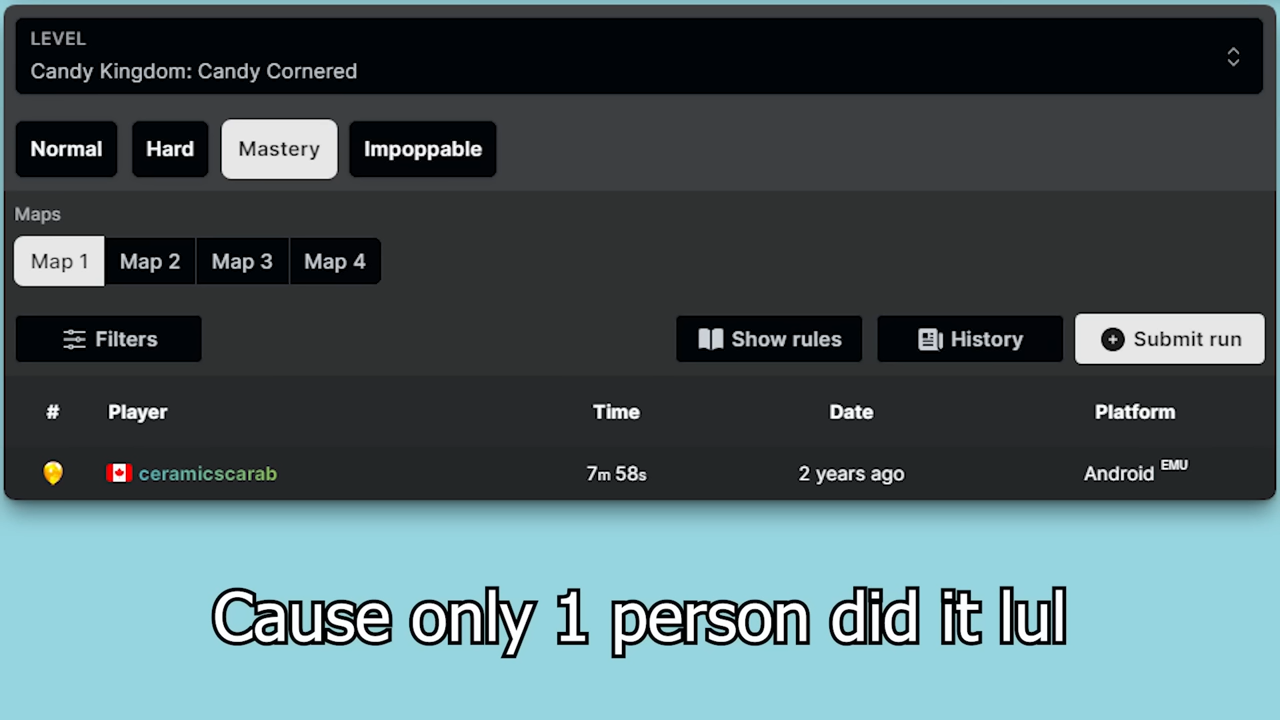 LEVEL
Candy Kingdom: Candy Cornered
Normal Hard Mastery Impoppable
Maps
Map 1 Map 2 Map 3 Map 4
Filters Show rules History Submit run
# Player Time Date Platform
ceramicscarab 7m 58s 2 years ago Android EMU
Cause only 1 person did it lul